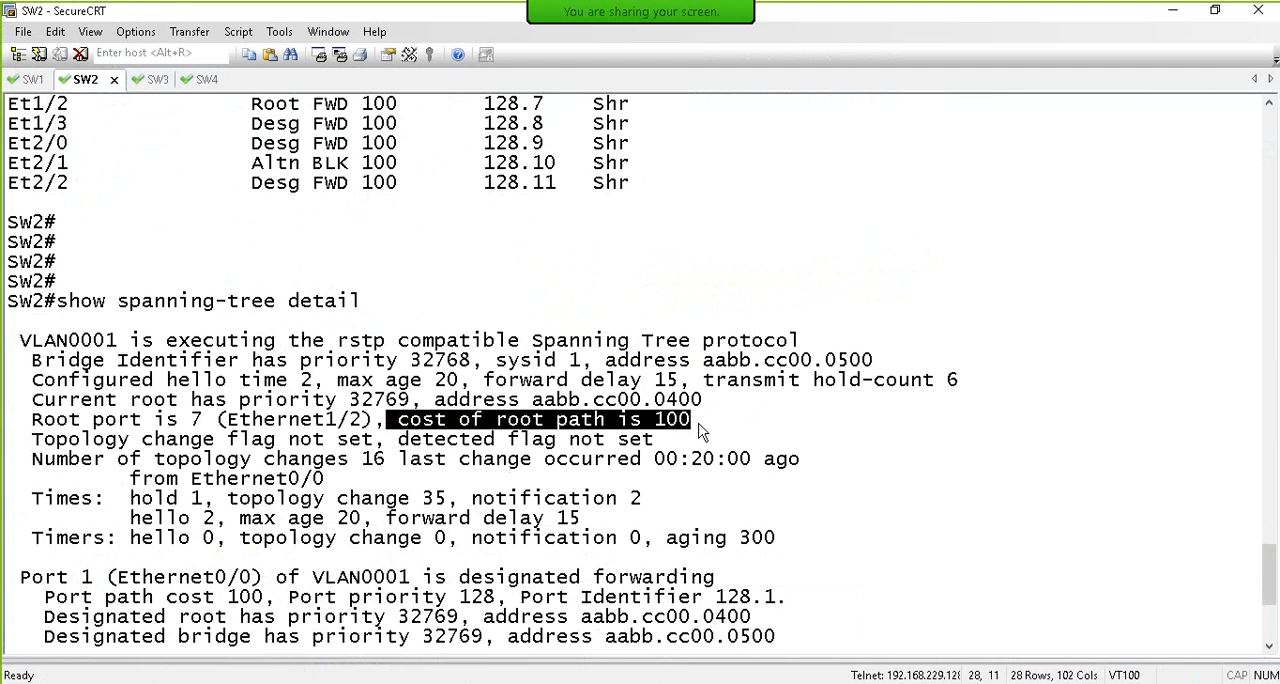 You are sharing your screen.
SW2 - SecureCRT
File Edit View Options Transfer Script Tools Window Help
Enter host <Alt+R>
SW1 SW2 SW3 SW4
Et1/2 Root FWD 100 128.7 Shr
Et1/3 Desg FWD 100 128.8 Shr
Et2/0 Desg FWD 100 128.9 Shr
Et2/1 Altn BLK 100 128.10 Shr
Et2/2 Desg FWD 100 128.11 Shr
SW2#
SW2#
SW2#
SW2#
SW2#show spanning-tree detail
VLAN0001 is executing the rstp compatible Spanning Tree protocol
Bridge Identifier has priority 32768, sysid 1, address aabb.cc00.0500
Configured hello time 2, max age 20, forward delay 15, transmit hold-count 6
Current root has priority 32769, address aabb.cc00.0400
Root port is 7 (Ethernet1/2), cost of root path is 100
Topology change flag not set, detected flag not set
Number of topology changes 16 last change occurred 00:20:00 ago
from Ethernet0/0
Times: hold 1, topology change 35, notification 2
hello 2, max age 20, forward delay 15
Timers: hello 0, topology change 0, notification 0, aging 300
Port 1 (Ethernet0/0) of VLAN0001 is designated forwarding
Port path cost 100, Port priority 128, Port Identifier 128.1.
Designated root has priority 32769, address aabb.cc00.0400
Designated bridge has priority 32769, address aabb.cc00.0500
Ready Telnet: 192.168.229.12 28, 11 28 Rows, 102 Cols VT100 CAP NUM